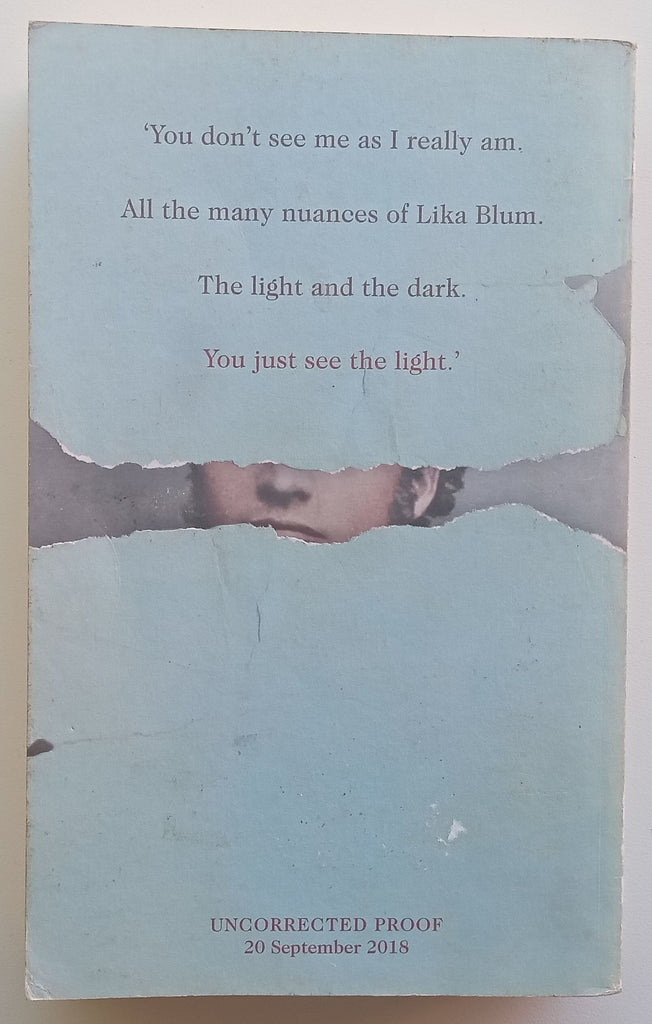 ‘You don’t see me as I really am.
All the many nuances of Lika Blum.
The light and the dark.
You just see the light.’
UNCORRECTED PROOF
20 September 2018